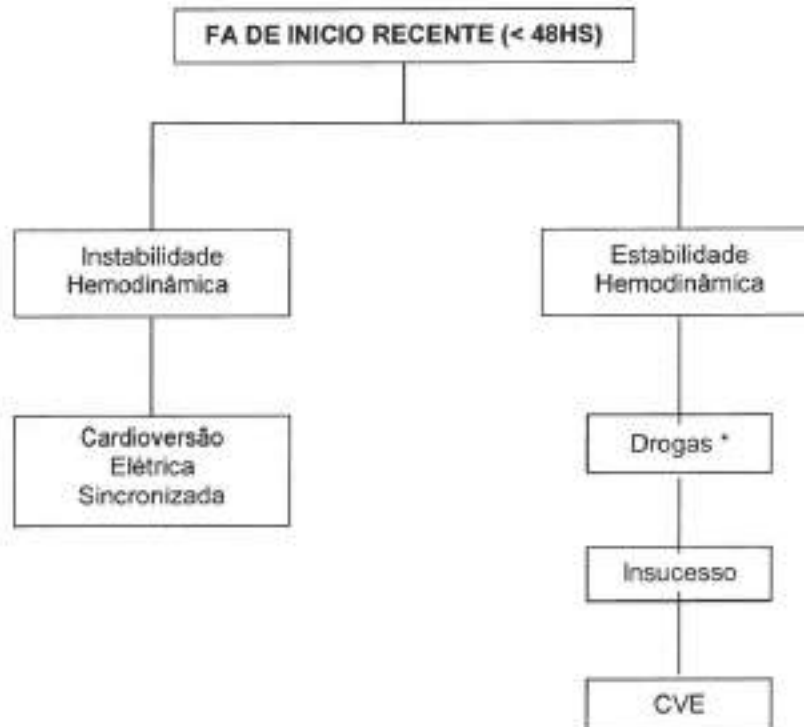 FA DE INICIO RECENTE (< 48HS)
Instabilidade
Hemodinâmica
Estabilidade
Hemodinâmica
Cardioversão
Elétrica
Sincronizada
Drogas *
Insucesso
CVE